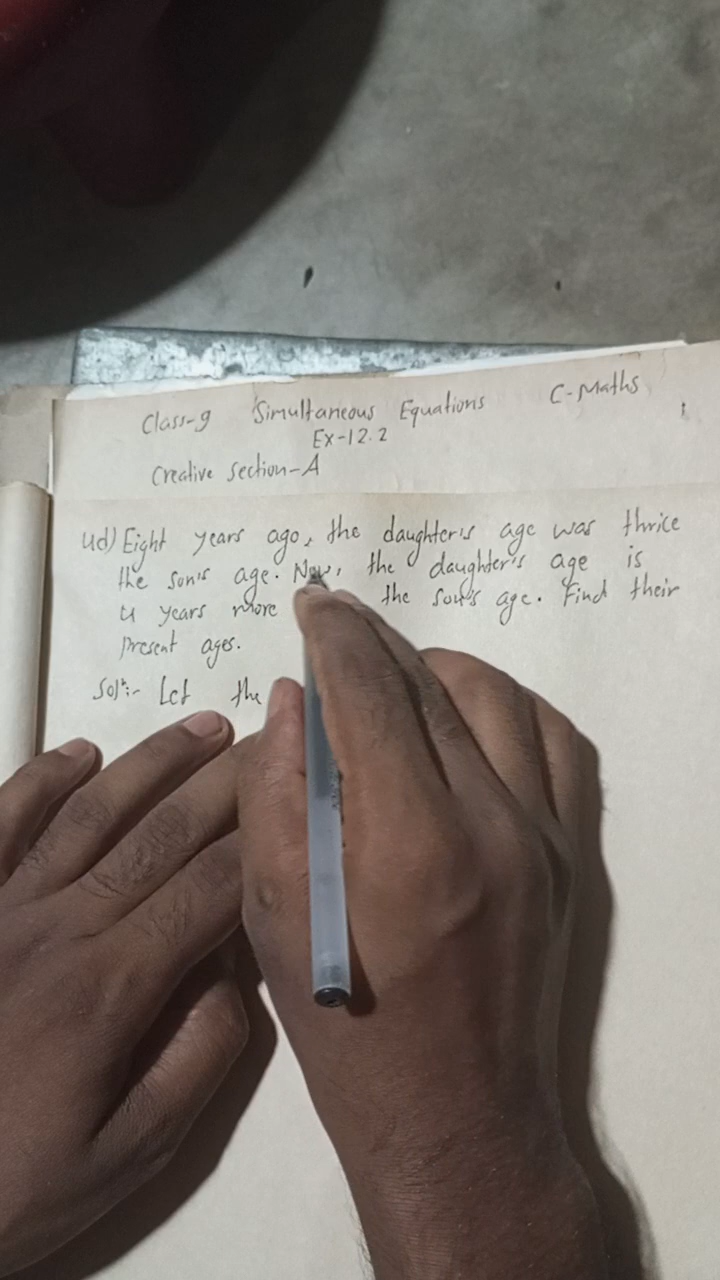 Class-9 Simultaneous Equations C-Maths
Ex-12.2
Creative Section-A
4d) Eight years ago, the daughter's age was thrice
the son's age. Now, the daughter's age is
4 years more the son's age. Find their
present ages.
Solⁿ:- Let the